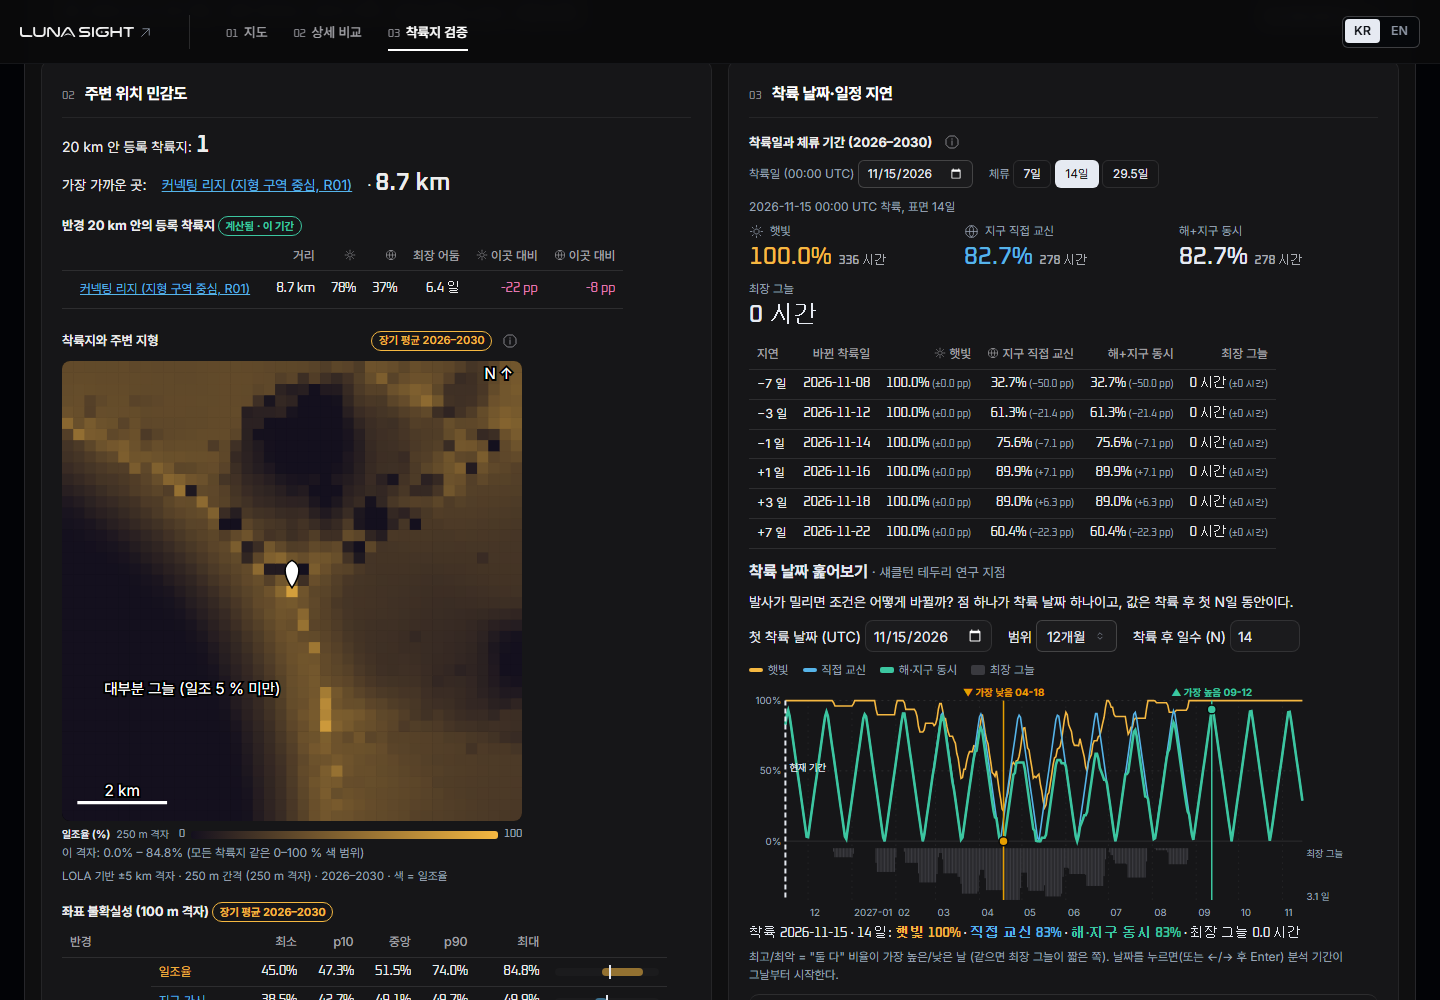 LUNA SIGHT ↗
01 지도
02 상세 비교
03 착륙지 검증
KR EN
02 주변 위치 민감도
20 km 안 등록 착륙지: 1
가장 가까운 곳: 커넥팅 리지 (지형 구역 중심, R01) · 8.7 km
반경 20 km 안의 등록 착륙지 계산됨 · 이 기간
거리 최장 어둠 이곳 대비 이곳 대비
커넥팅 리지 (지형 구역 중심, R01) 8.7 km 78% 37% 6.4 일 -22 pp -8 pp
착륙지와 주변 지형 장기 평균 2026–2030
N ↑
대부분 그늘 (일조 5 % 미만)
2 km
일조율 (%) 250 m 격자 0 100
이 격자: 0.0% – 84.8% (모든 착륙지 같은 0–100 % 색 범위)
LOLA 기반 ±5 km 격자 · 250 m 간격 (250 m 격자) · 2026–2030 · 색 = 일조율
좌표 불확실성 (100 m 격자) 장기 평균 2026–2030
반경 최소 p10 중앙 p90 최대
일조율 45.0% 47.3% 51.5% 74.0% 84.8%
지구 가시 38.5% 42.7% 49.1% 49.7% 49.9%
03 착륙 날짜·일정 지연
착륙일과 체류 기간 (2026–2030)
착륙일 (00:00 UTC) 11/15/2026 체류 7일 14일 29.5일
2026-11-15 00:00 UTC 착륙, 표면 14일
햇빛 지구 직접 교신 해+지구 동시
100.0% 336 시간 82.7% 278 시간 82.7% 278 시간
최장 그늘
0 시간
지연 바뀐 착륙일 햇빛 지구 직접 교신 해+지구 동시 최장 그늘
−7 일 2026-11-08 100.0% (±0.0 pp) 32.7% (−50.0 pp) 32.7% (−50.0 pp) 0 시간 (±0 시간)
−3 일 2026-11-12 100.0% (±0.0 pp) 61.3% (−21.4 pp) 61.3% (−21.4 pp) 0 시간 (±0 시간)
−1 일 2026-11-14 100.0% (±0.0 pp) 75.6% (−7.1 pp) 75.6% (−7.1 pp) 0 시간 (±0 시간)
+1 일 2026-11-16 100.0% (±0.0 pp) 89.9% (+7.1 pp) 89.9% (+7.1 pp) 0 시간 (±0 시간)
+3 일 2026-11-18 100.0% (±0.0 pp) 89.0% (+6.3 pp) 89.0% (+6.3 pp) 0 시간 (±0 시간)
+7 일 2026-11-22 100.0% (±0.0 pp) 60.4% (−22.3 pp) 60.4% (−22.3 pp) 0 시간 (±0 시간)
착륙 날짜 훑어보기 · 섀클턴 테두리 연구 지점
발사가 밀리면 조건은 어떻게 바뀔까? 점 하나가 착륙 날짜 하나이고, 값은 착륙 후 첫 N일 동안이다.
첫 착륙 날짜 (UTC) 11/15/2026 범위 12개월 착륙 후 일수 (N) 14
햇빛 직접 교신 해·지구 동시 최장 그늘
▼ 가장 낮음 04-18 ▲ 가장 높음 09-12
100%
50% 현재 기간
0%
최장 그늘
3.1 일
12 2027-01 02 03 04 05 06 07 08 09 10 11
착륙 2026-11-15 · 14 일: 햇빛 100% · 직접 교신 83% · 해·지구 동시 83% · 최장 그늘 0.0 시간
최고/최악 = "둘 다" 비율이 가장 높은/낮은 날 (같으면 최장 그늘이 짧은 쪽). 날짜를 누르면(또는 ←/→ 후 Enter) 분석 기간이
그날부터 시작한다.